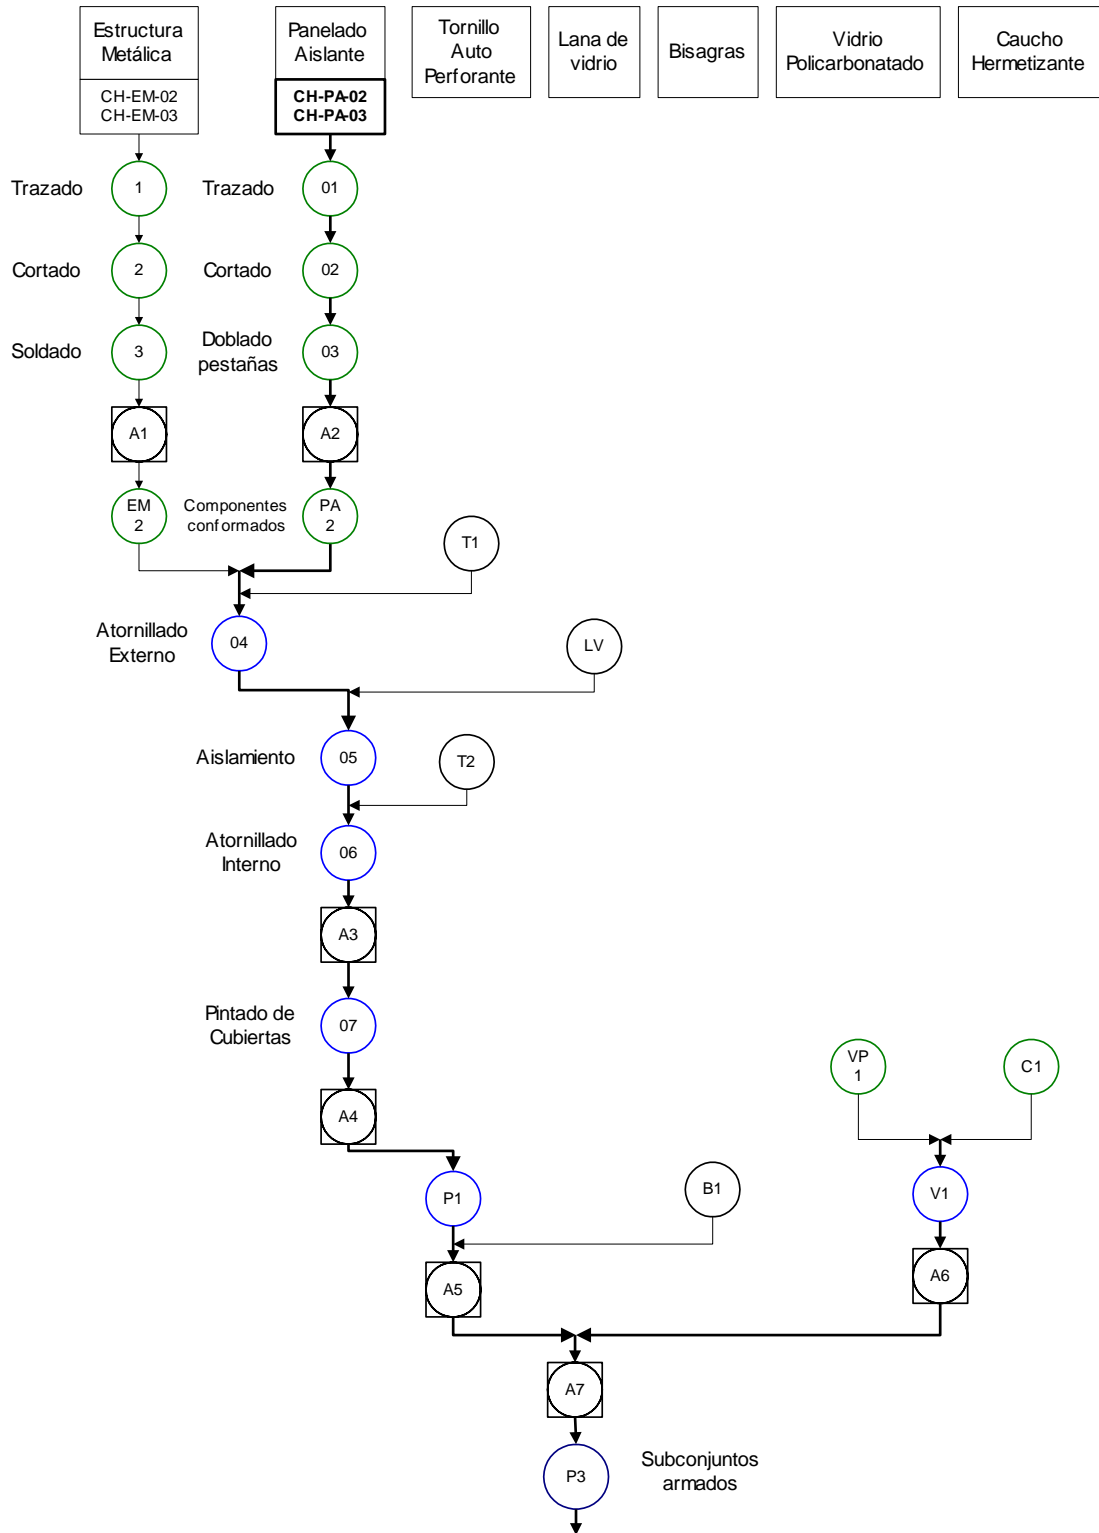 Estructura
Metálica
CH-EM-02
CH-EM-03
Panelado
Aislante
CH-PA-02
CH-PA-03
Tornillo
Auto
Perforante
Lana de
vidrio
Bisagras
Vidrio
Policarbonatado
Caucho
Hermetizante
Trazado
1
Trazado
01
Cortado
2
Cortado
02
Soldado
3
Doblado
pestañas
03
A1
A2
EM
2
Componentes
conformados
PA
2
T1
Atornillado
Externo
04
LV
Aislamiento
05
T2
Atornillado
Interno
06
A3
Pintado de
Cubiertas
07
VP
1
C1
A4
P1
B1
V1
A5
A6
A7
P3
Subconjuntos
armados